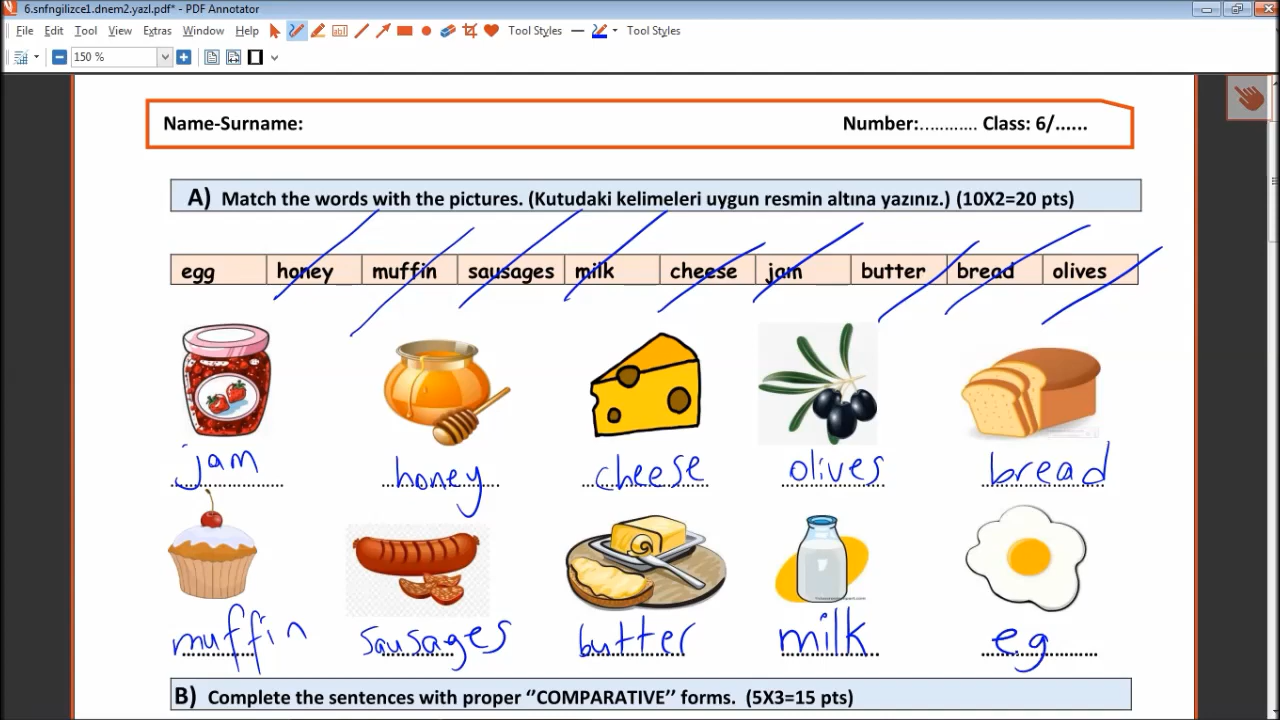 6.snfngilizce1.dnem2.yazl.pdf* - PDF Annotator
File Edit Tool View Extras Window Help Tool Styles Tool Styles
150 %
Name-Surname: Number:............ Class: 6/......
A) Match the words with the pictures. (Kutudaki kelimeleri uygun resmin altına yazınız.) (10X2=20 pts)
egg honey muffin sausages milk cheese jam butter bread olives
jam honey cheese olives bread
muffin sausages butter milk eg
B) Complete the sentences with proper ‘’COMPARATIVE’’ forms. (5X3=15 pts)